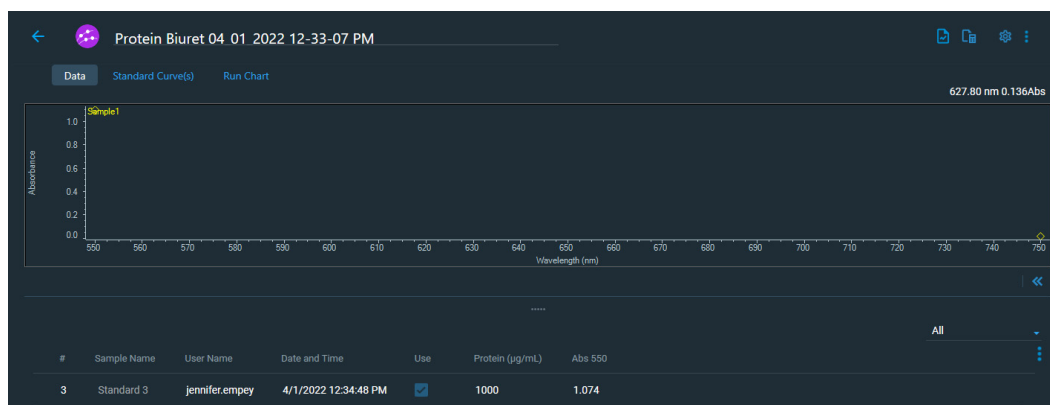 Protein Biuret 04_01_2022 12-33-07 PM
Data Standard Curve(s) Run Chart
627.80 nm 0.136Abs
Sample1
1.0
0.8
0.6
0.4
0.2
0.0
Absorbance
550 560 570 580 590 600 610 620 630 640 650 660 670 680 690 700 710 720 730 740 750
Wavelength (nm)
All
# Sample Name User Name Date and Time Use Protein (µg/mL) Abs 550
3 Standard 3 jennifer.empey 4/1/2022 12:34:48 PM 1000 1.074